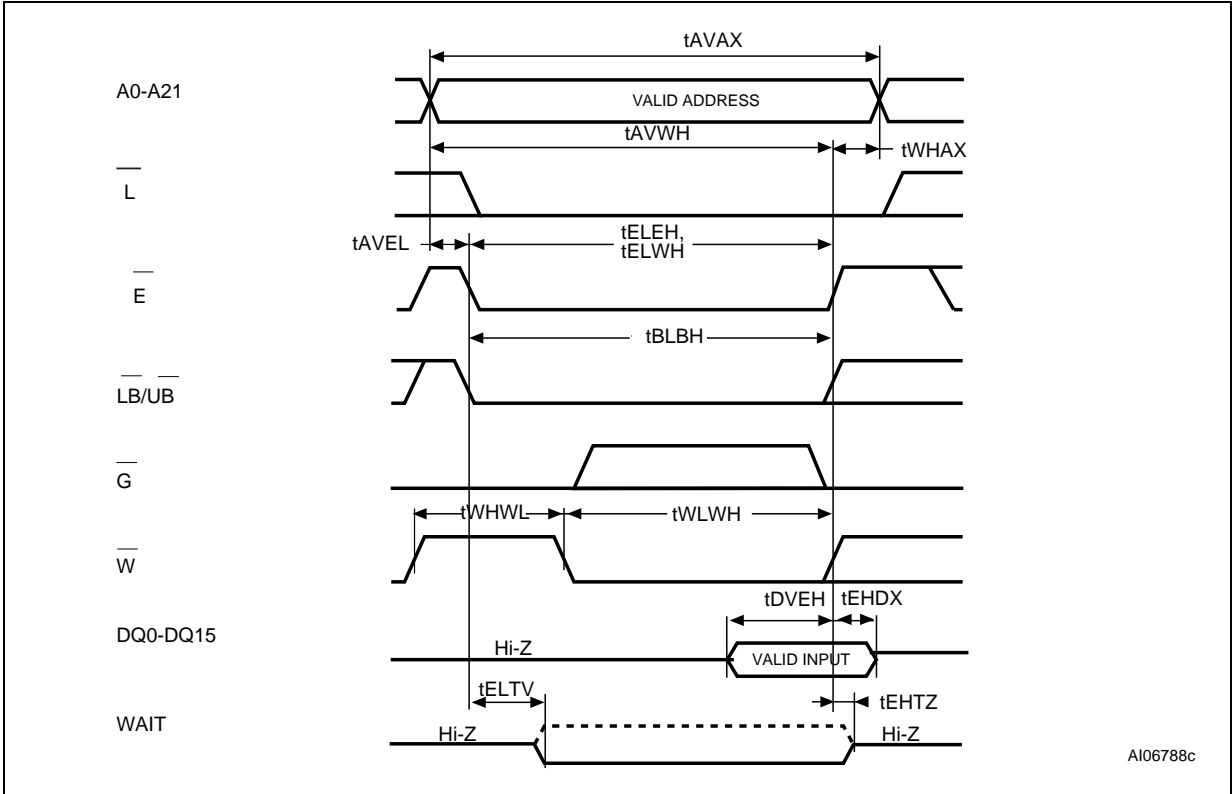 tAVAX
A0-A21
VALID ADDRESS
tAVWH
tWHAX
L
tAVEL
tELEH,
tELWH
E
tBLBH
LB/UB
G
tWHWL
tWLWH
W
tDVEH
tEHDX
DQ0-DQ15
Hi-Z
VALID INPUT
tELTV
tEHTZ
WAIT
Hi-Z
Hi-Z
AI06788c